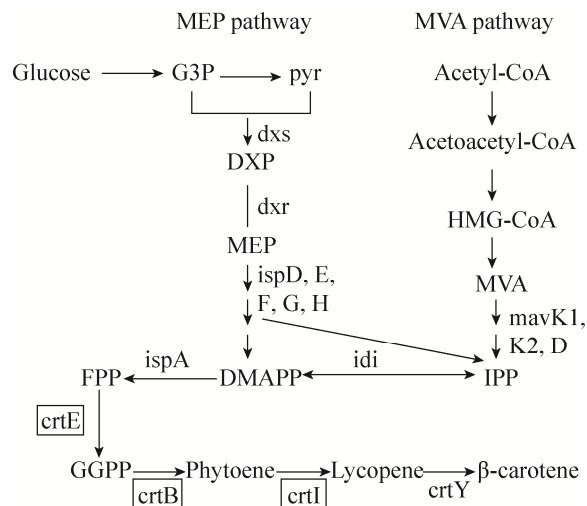 MEP pathway MVA pathway
Glucose G3P pyr Acetyl-CoA
dxs
DXP Acetoacetyl-CoA
dxr
HMG-CoA
MEP
ispD, E,
F, G, H
MVA
mavK1,
K2, D
ispA idi
FPP DMAPP IPP
crtE
GGPP Phytoene Lycopene β-carotene
crtB crtI crtY